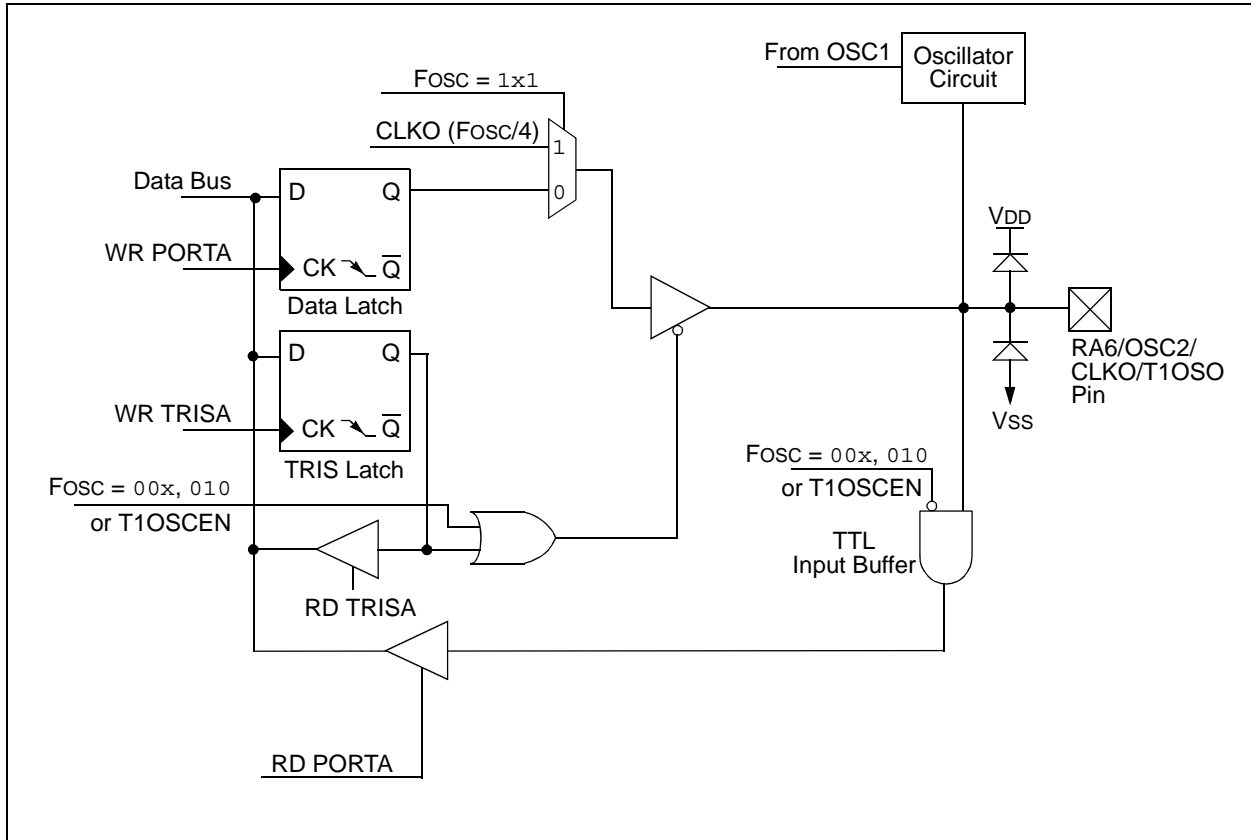 From OSC1
Oscillator
Circuit
FOSC = 1x1
CLKO (FOSC/4)
1
0
Data Bus
D
Q
WR PORTA
CK
Q
Data Latch
VDD
D
Q
WR TRISA
CK
Q
TRIS Latch
RA6/OSC2/
CLKO/T1OSO
Pin
VSS
FOSC = 00x, 010
or T1OSCEN
FOSC = 00x, 010
or T1OSCEN
TTL
Input Buffer
RD TRISA
RD PORTA